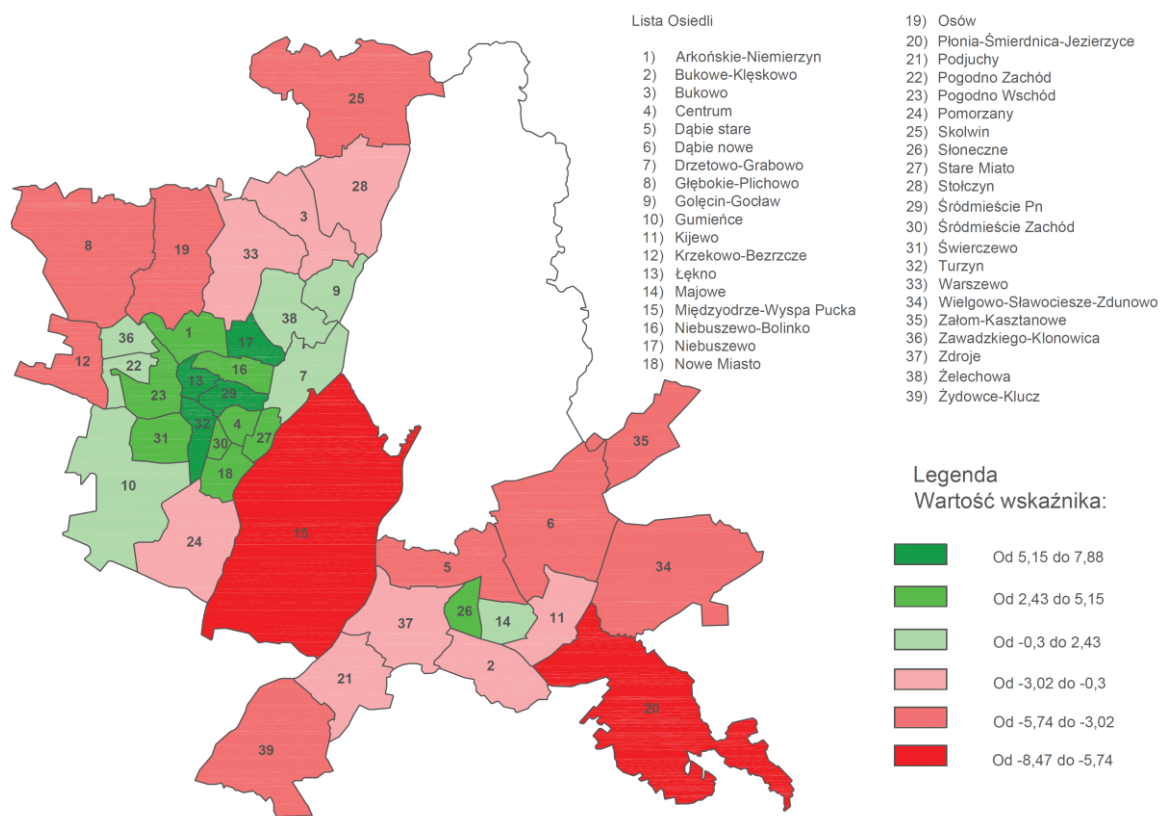 Lista Osiedli
1) Arkońskie-Niemierzyn
2) Bukowe-Klęskowo
3) Bukowo
4) Centrum
5) Dąbie stare
6) Dąbie nowe
7) Drzetowo-Grabowo
8) Głębokie-Plichowo
9) Golęcin-Gocław
10) Gumieńce
11) Kijewo
12) Krzekowo-Bezrzcze
13) Łękno
14) Majowe
15) Międzyodrze-Wyspa Pucka
16) Niebuszewo-Bolinko
17) Niebuszewo
18) Nowe Miasto
19) Osów
20) Płonia-Śmierdnica-Jezierzyce
21) Podjuchy
22) Pogodno Zachód
23) Pogodno Wschód
24) Pomorzany
25) Skolwin
26) Słoneczne
27) Stare Miato
28) Stołczyn
29) Śródmieście Pn
30) Śródmieście Zachód
31) Świerczewo
32) Turzyn
33) Warszewo
34) Wielgowo-Sławociesze-Zdunowo
35) Załom-Kasztanowe
36) Zawadzkiego-Klonowica
37) Zdroje
38) Żelechowa
39) Żydowce-Klucz
25
28
3
8
19
33
9
38
36
1
17
12
22
16
13
7
23
29
32
4
27
31
30
18
10
35
15
6
24
5
34
26
14
11
37
2
21
20
39
Legenda
Wartość wskaźnika:
Od 5,15 do 7,88
Od 2,43 do 5,15
Od -0,3 do 2,43
Od -3,02 do -0,3
Od -5,74 do -3,02
Od -8,47 do -5,74